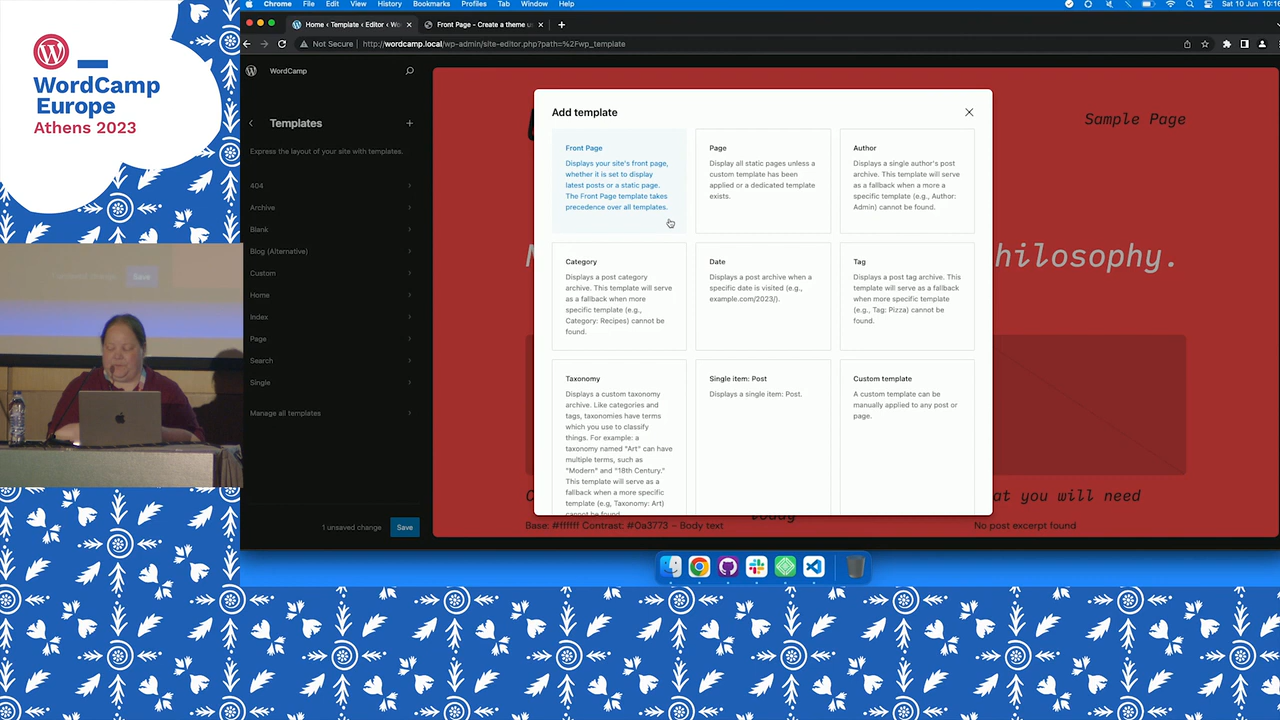 Chrome File Edit View History Bookmarks Profiles Tab Window Help
Sat 10 Jun 10:16
Home ‹ Template ‹ Editor ‹ Wo
Front Page - Create a theme u
Not Secure
http://wordcamp.local/wp-admin/site-editor.php?path=%2Fwp_template
WordCamp
Europe
Athens 2023
WordCamp
Templates
Express the layout of your site with templates.
404
Archive
Blank
Blog (Alternative)
Custom
Home
Index
Page
Search
Single
Manage all templates
1 unsaved change
Save
Sample Page
hilosophy.
Add template
Front Page
Displays your site's front page,
whether it is set to display
latest posts or a static page.
The Front Page template takes
precedence over all templates.
Page
Display all static pages unless a
custom template has been
applied or a dedicated template
exists.
Author
Displays a single author's post
archive. This template will serve
as a fallback when a more a
specific template (e.g., Author:
Admin) cannot be found.
Category
Displays a post category
archive. This template will serve
as a fallback when more
specific template (e.g.,
Category: Recipes) cannot be
found.
Date
Displays a post archive when a
specific date is visited (e.g.,
example.com/2023/).
Tag
Displays a post tag archive. This
template will serve as a fallback
when more specific template
(e.g., Tag: Pizza) cannot be
found.
Taxonomy
Displays a custom taxonomy
archive. Like categories and
tags, taxonomies have terms
which you use to classify
things. For example: a
taxonomy named "Art" can have
multiple terms, such as
"Modern" and "18th Century."
This template will serve as a
fallback when a more specific
template (e.g, Taxonomy: Art)
cannot be found.
Single item: Post
Displays a single item: Post.
Custom template
A custom template can be
manually applied to any post or
page.
at you will need
today
Base: #ffffff Contrast: #0a3773 – Body text
No post excerpt found
Save